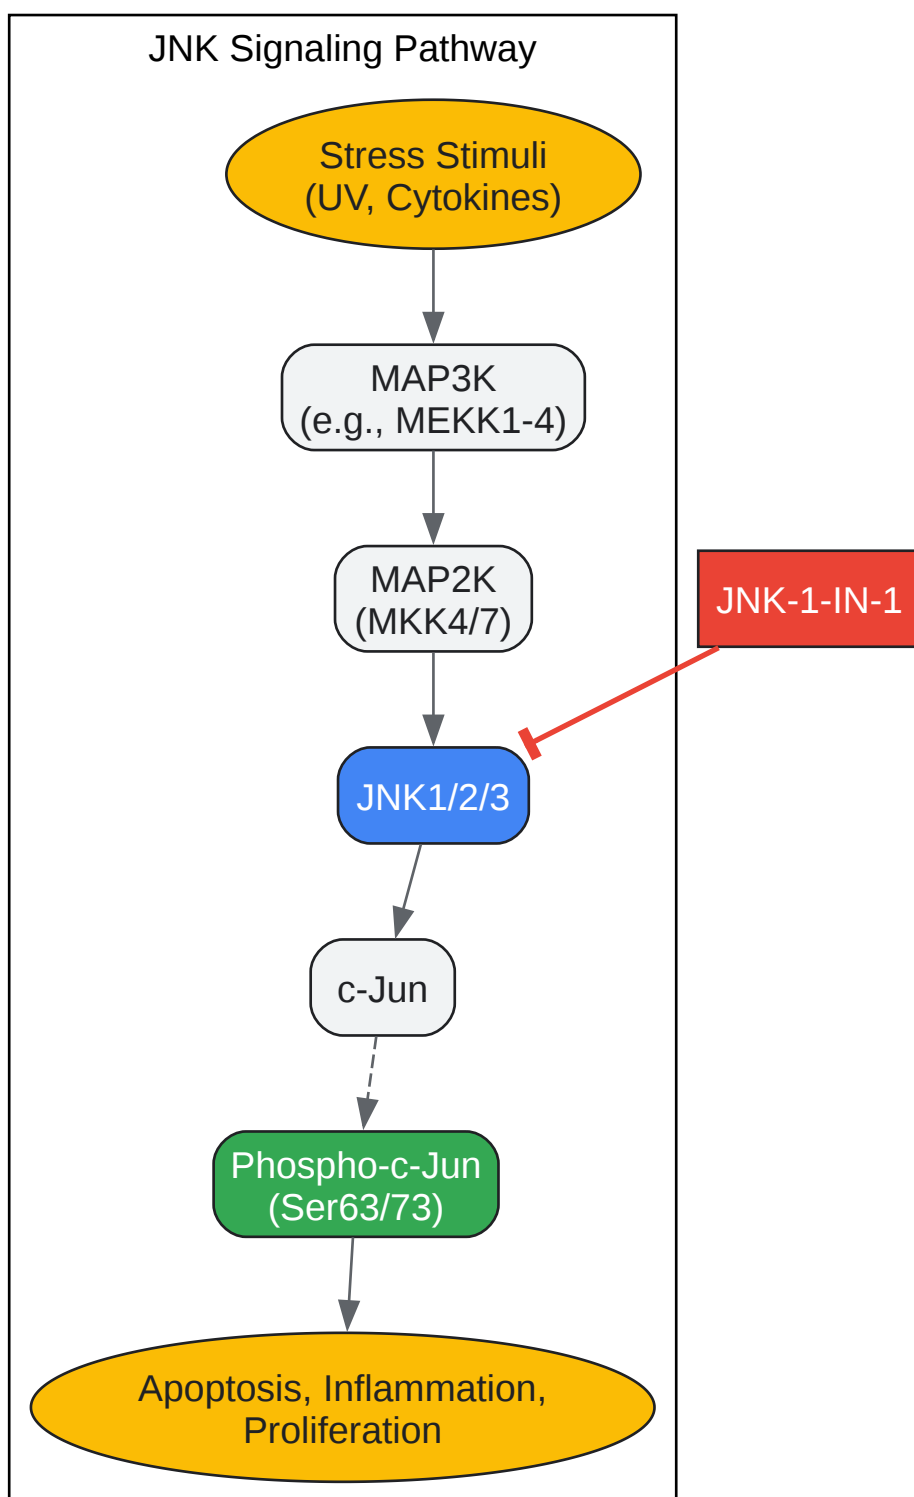 JNK Signaling Pathway
Stress Stimuli
(UV, Cytokines)
MAP3K
(e.g., MEKK1-4)
MAP2K
(MKK4/7)
JNK-1-IN-1
JNK1/2/3
c-Jun
Phospho-c-Jun
(Ser63/73)
Apoptosis, Inflammation,
Proliferation